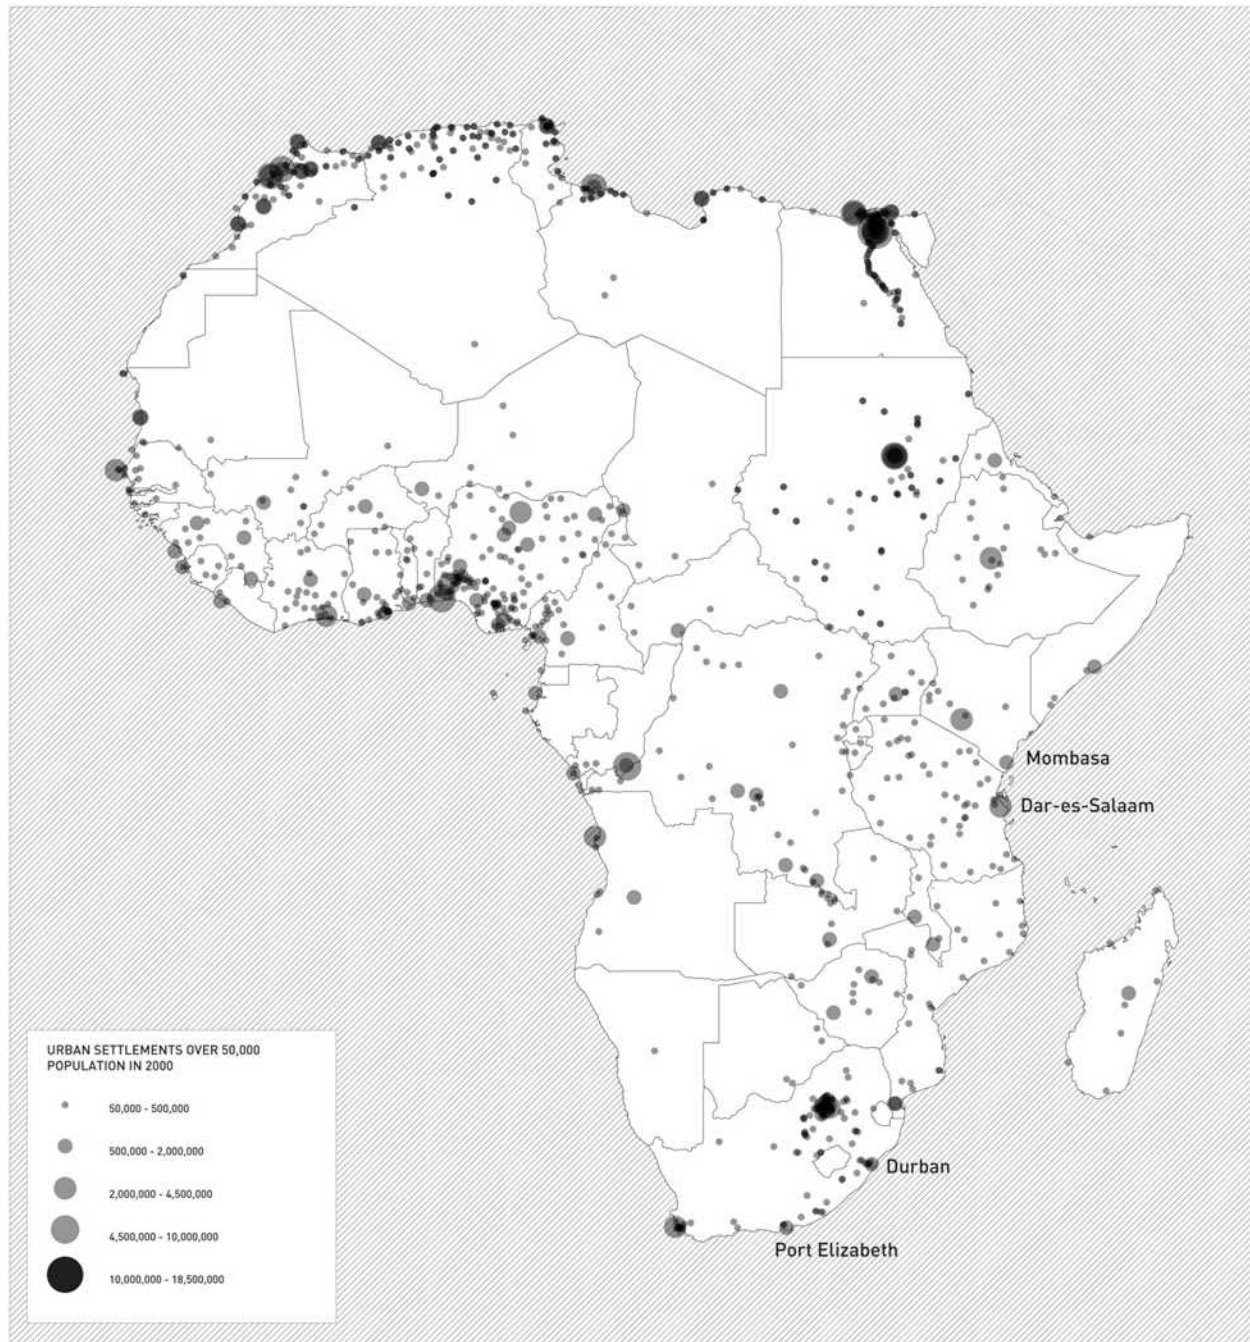 Mombasa
Dar-es-Salaam
Durban
Port Elizabeth
URBAN SETTLEMENTS OVER 50,000
POPULATION IN 2000
50,000 - 500,000
500,000 - 2,000,000
2,000,000 - 4,500,000
4,500,000 - 10,000,000
10,000,000 - 18,500,000